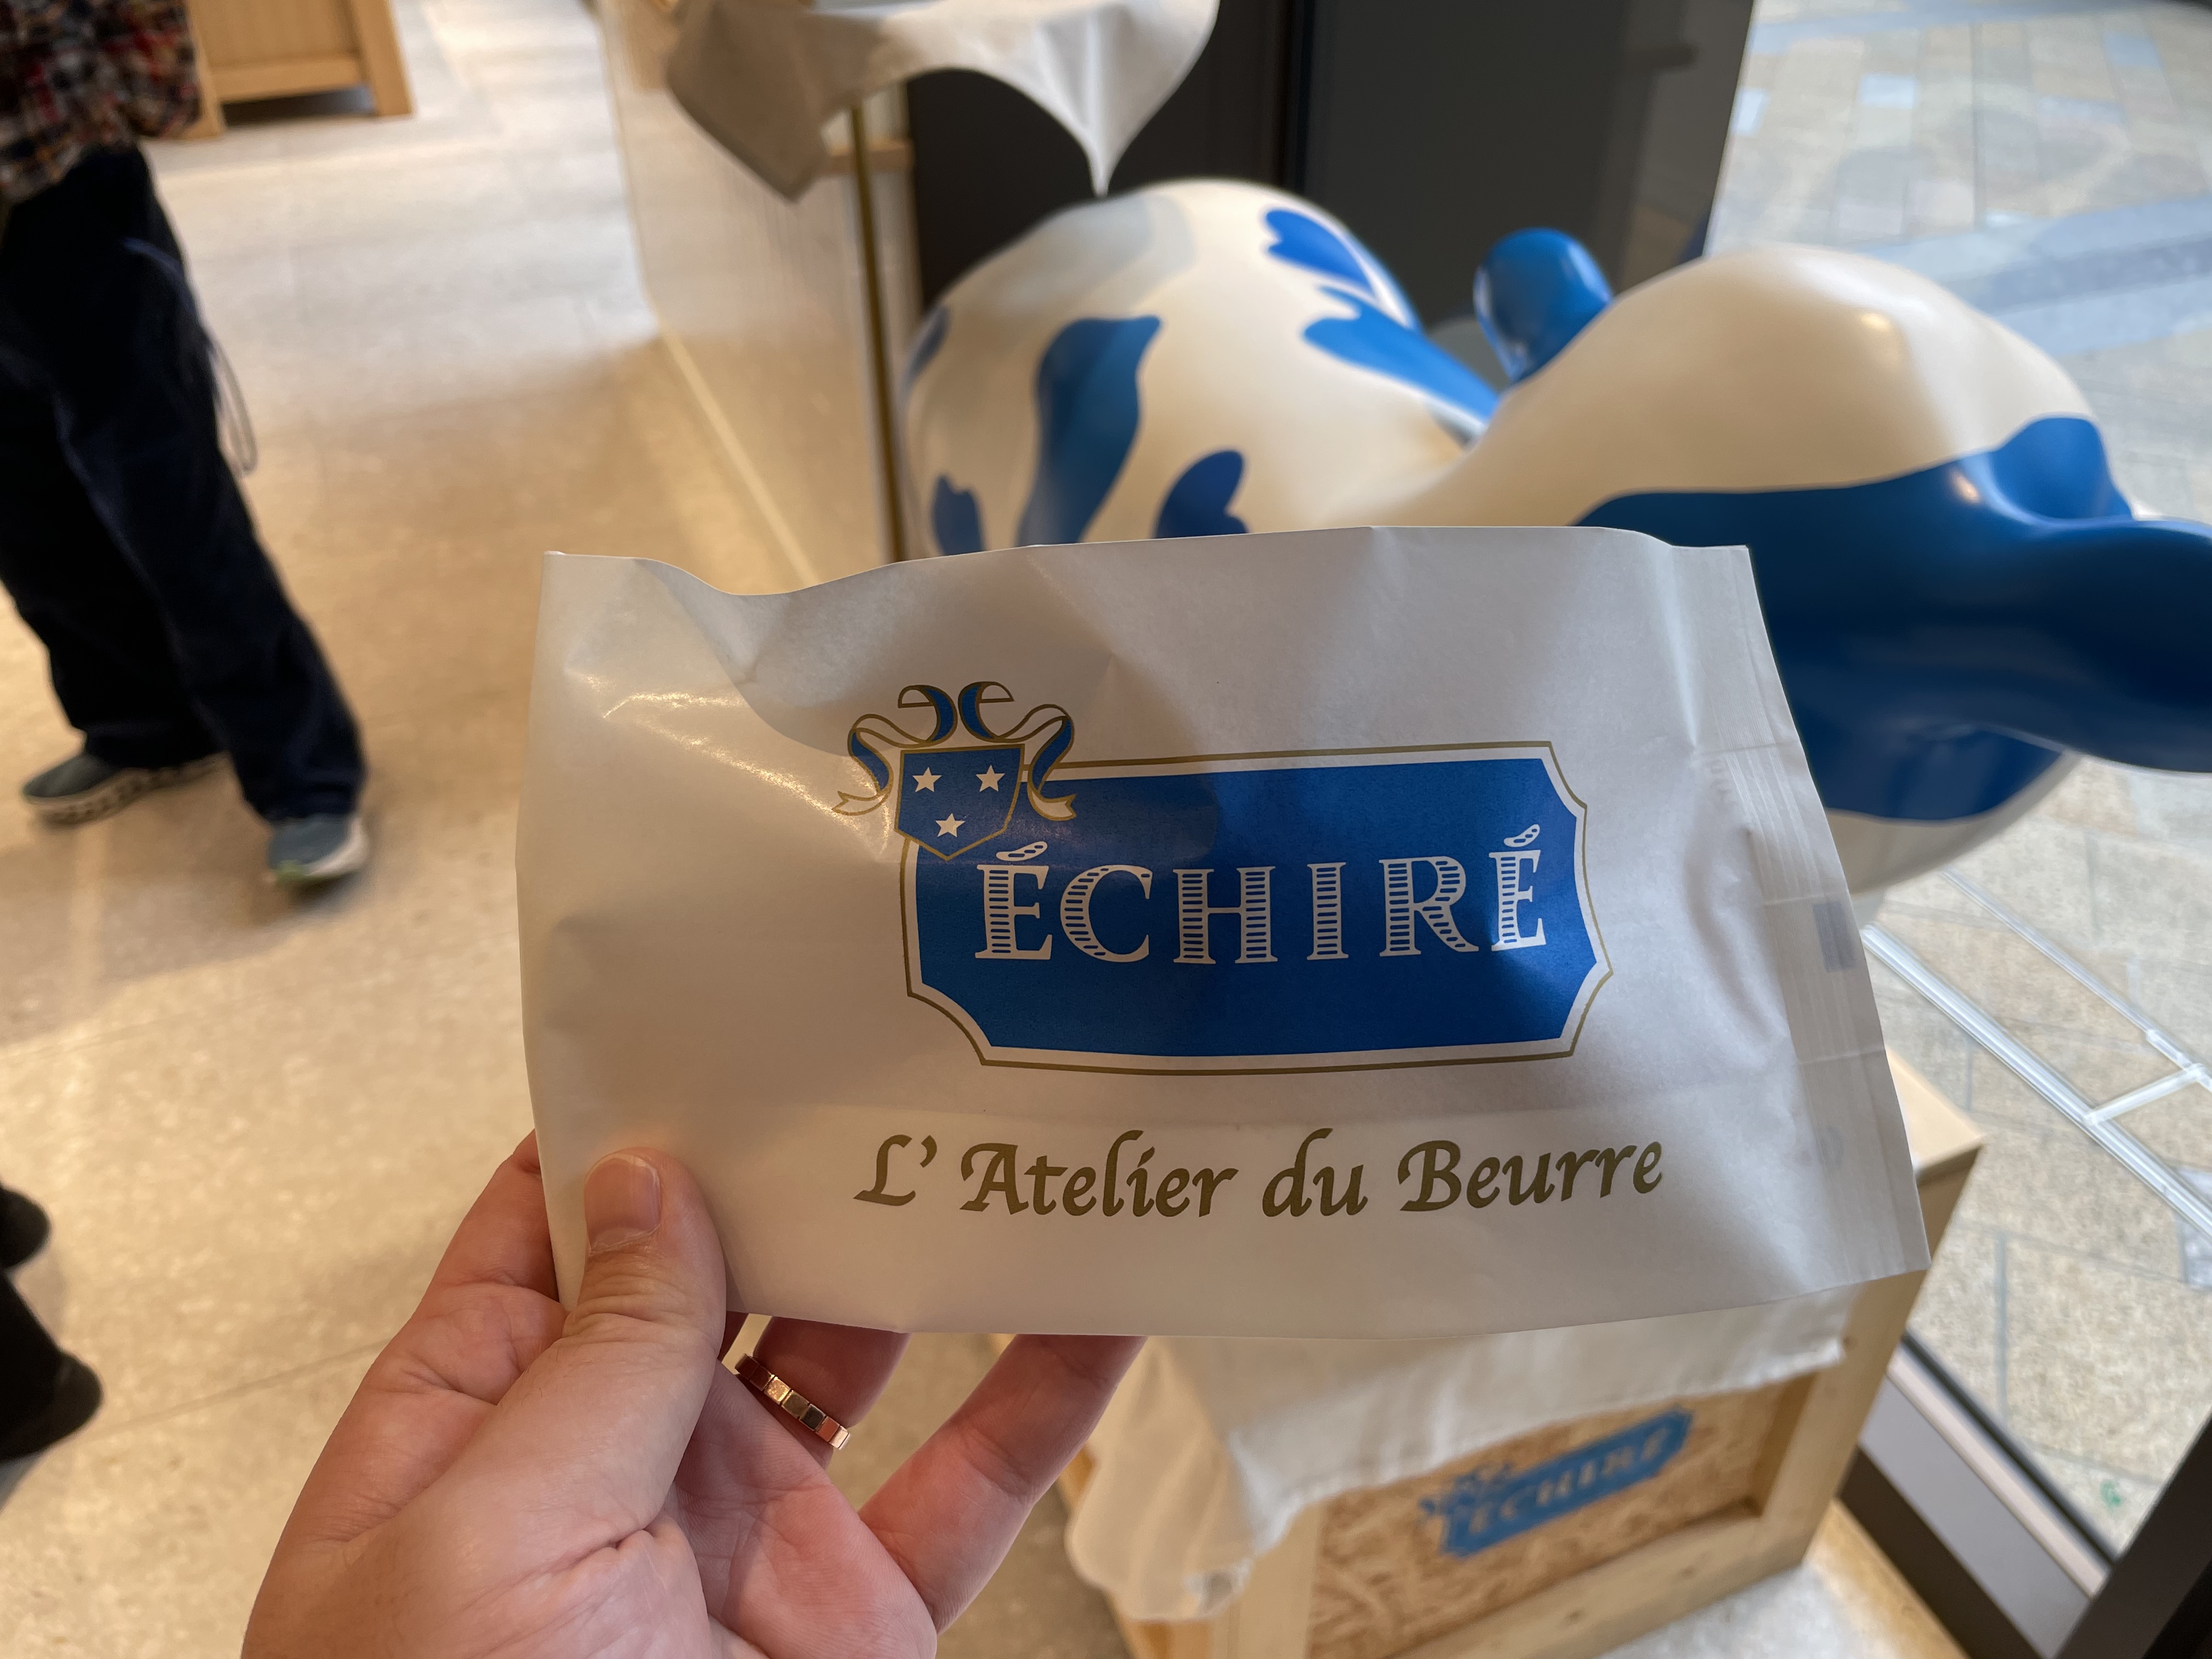 ÉCHIRÉ
L'Atelier du Beurre
ÉCHIRÉ